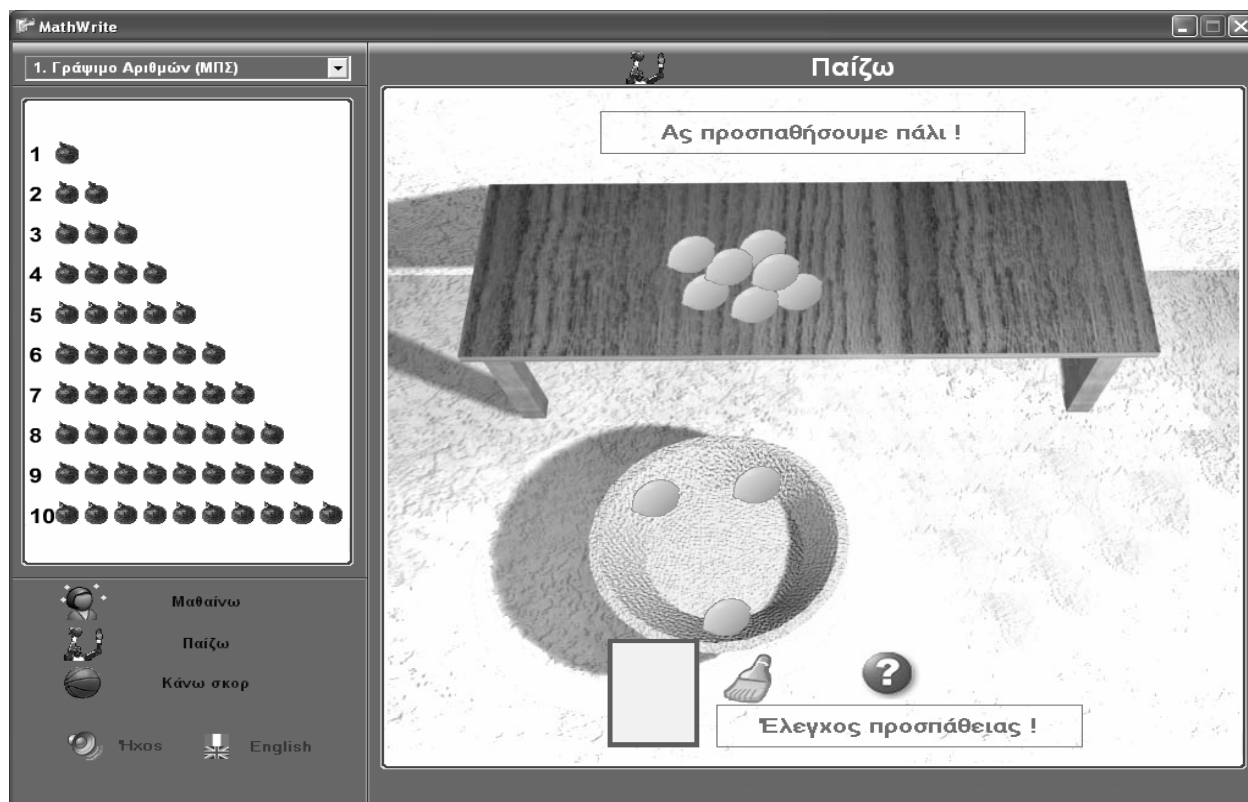 MathWrite
1. Γράψιμο Αριθμών (ΜΠΣ)
Παίζω
Ας προσπαθήσουμε πάλι !
1
2
3
4
5
6
7
8
9
10
Μαθαίνω
Παίζω
Κάνω σκορ
Ήχος
English
?
Έλεγχος προσπάθειας !